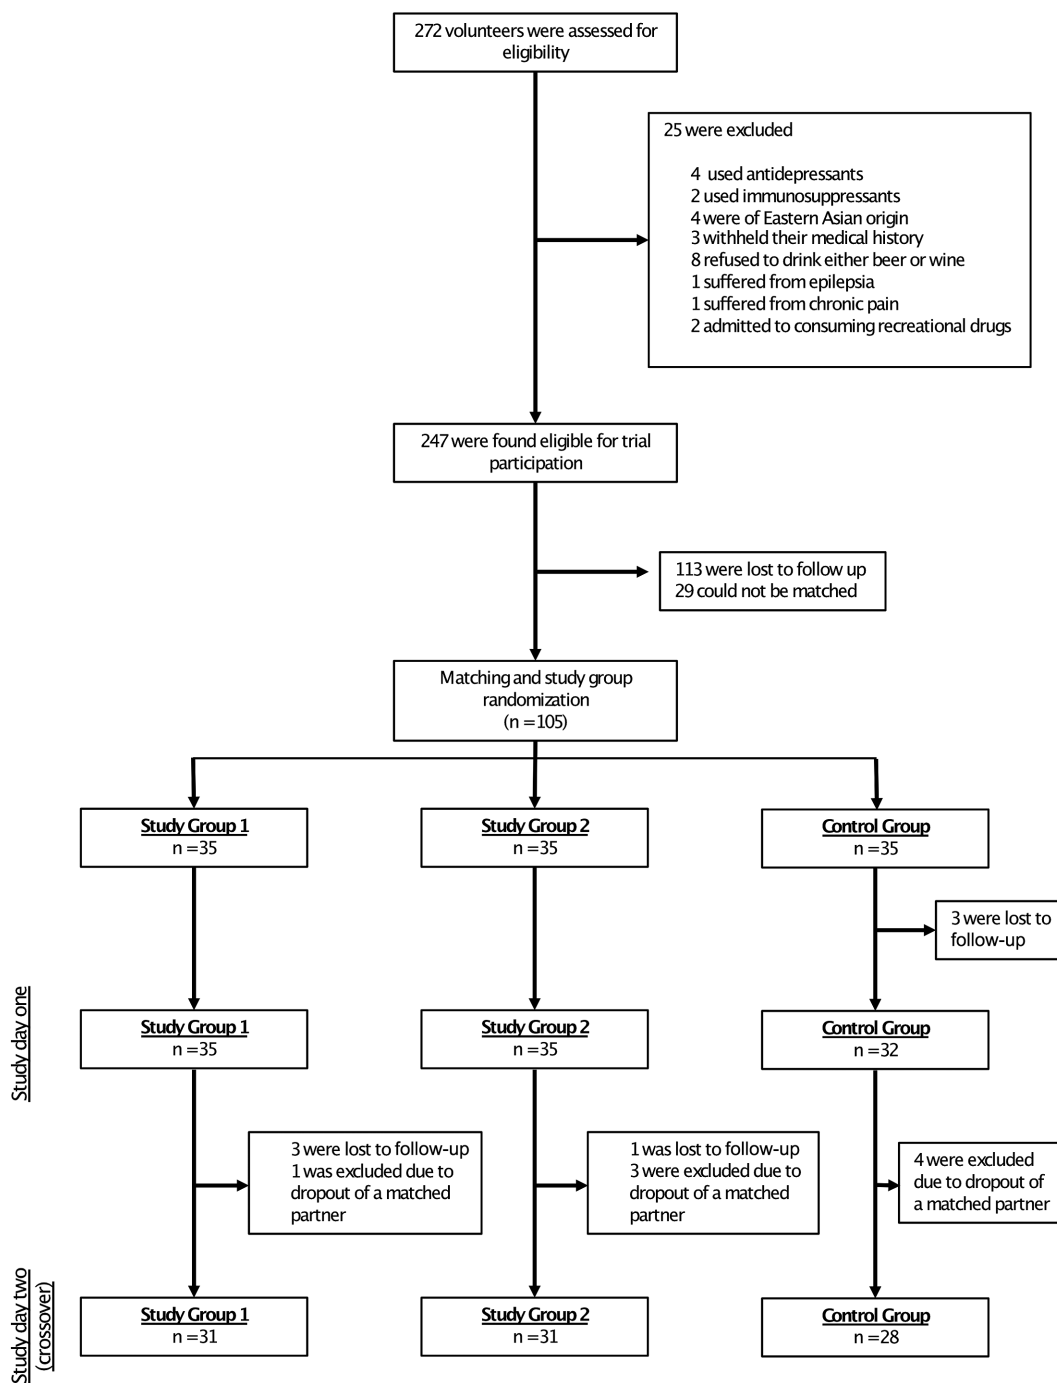 272 volunteers were assessed for
eligibility
25 were excluded
4 used antidepressants
2 used immunosuppressants
4 were of Eastern Asian origin
3 withheld their medical history
8 refused to drink either beer or wine
1 suffered from epilepsia
1 suffered from chronic pain
2 admitted to consuming recreational drugs
247 were found eligible for trial
participation
113 were lost to follow up
29 could not be matched
Matching and study group
randomization
(n = 105)
Study Group 1
n = 35
Study Group 2
n = 35
Control Group
n = 35
3 were lost to
follow-up
Study day one
Study Group 1
n = 35
Study Group 2
n = 35
Control Group
n = 32
3 were lost to follow-up
1 was excluded due to
dropout of a matched
partner
1 was lost to follow-up
3 were excluded due to
dropout of a matched
partner
4 were excluded
due to dropout of
a matched partner
Study day two
(crossover)
Study Group 1
n = 31
Study Group 2
n = 31
Control Group
n = 28